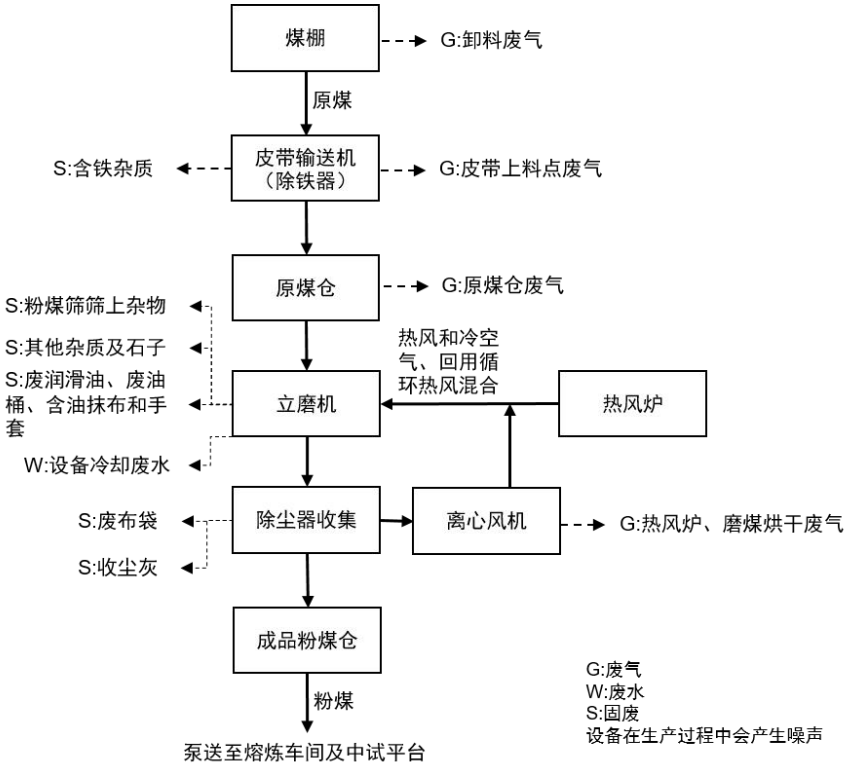 煤棚
G:卸料废气
原煤
S:含铁杂质
皮带输送机
（除铁器）
G:皮带上料点废气
原煤仓
G:原煤仓废气
S:粉煤筛筛上杂物
S:其他杂质及石子
S:废润滑油、废油
桶、含油抹布和手
套
热风和冷空
气、回用循
环热风混合
立磨机
热风炉
W:设备冷却废水
S:废布袋
除尘器收集
离心风机
G:热风炉、磨煤烘干废气
S:收尘灰
成品粉煤仓
粉煤
泵送至熔炼车间及中试平台
G:废气
W:废水
S:固废
设备在生产过程中会产生噪声